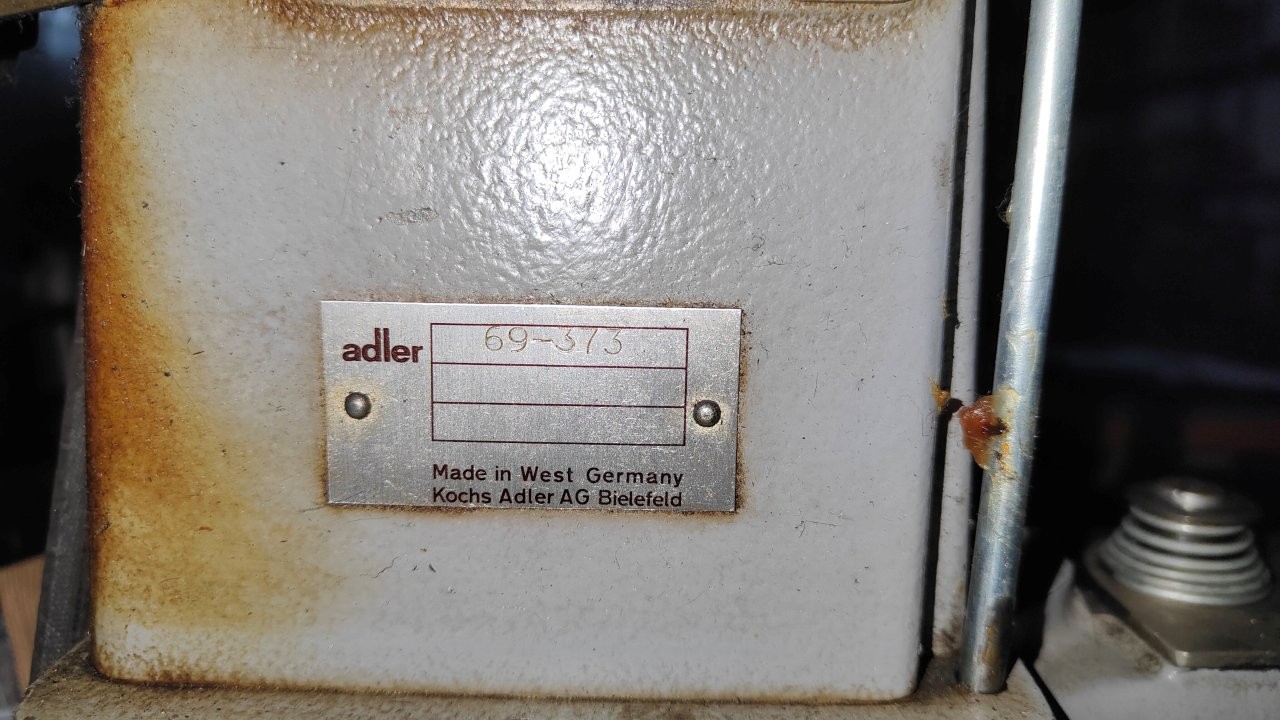 adler
69-373
Made in West Germany
Kochs Adler AG Bielefeld